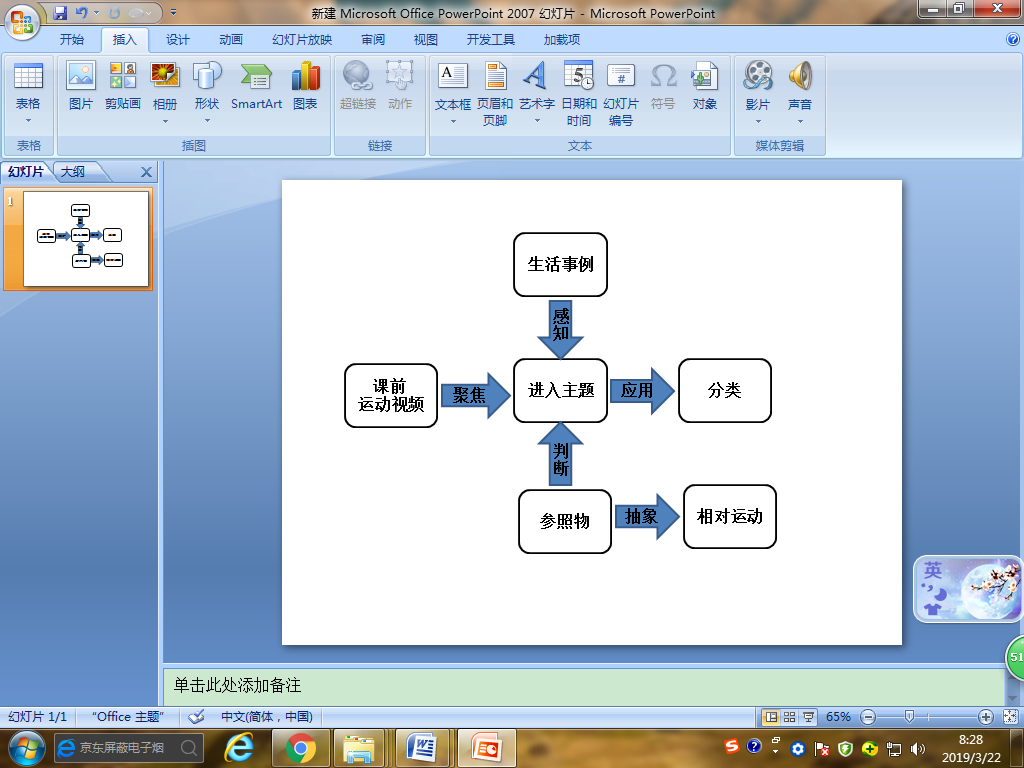 新建 Microsoft Office PowerPoint 2007 幻灯片 - Microsoft PowerPoint
开始 插入 设计 动画 幻灯片放映 审阅 视图 开发工具 加载项
表格 图片 剪贴画 相册 形状 SmartArt 图表 超链接 动作 文本框 页眉和页脚 艺术字 日期和时间 幻灯片编号 符号 对象 影片 声音
表格 插图 链接 文本 媒体剪辑
幻灯片 大纲
1
生活事例
感知
课前
运动视频
聚焦
进入主题
应用
分类
判断
参照物
抽象
相对运动
英
51
单击此处添加备注
幻灯片 1/1 “Office 主题” 中文(简体，中国) 65%
京东屏蔽电子烟
8:28
2019/3/22